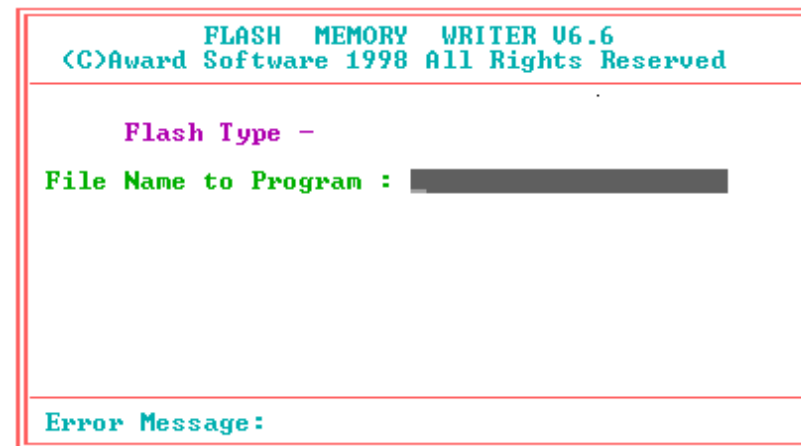 FLASH MEMORY WRITER V6.6
(C)Award Software 1998 All Rights Reserved
Flash Type -
File Name to Program :
Error Message: